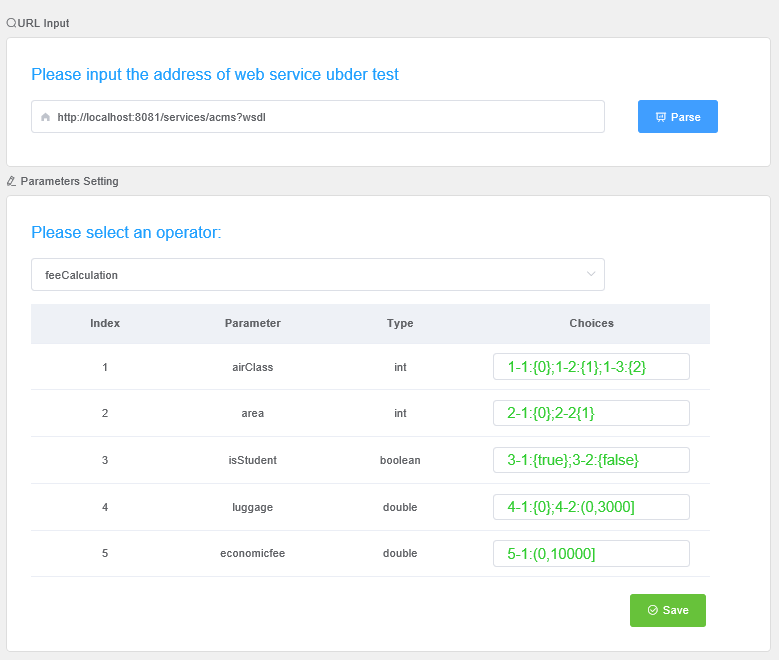 URL Input
Please input the address of web service ubder test
http://localhost:8081/services/acms?wsdl
Parse
Parameters Setting
Please select an operator:
feeCalculation
Index Parameter Type Choices
1 airClass int 1-1:{0};1-2:{1};1-3:{2}
2 area int 2-1:{0};2-2{1}
3 isStudent boolean 3-1:{true};3-2:{false}
4 luggage double 4-1:{0};4-2:(0,3000]
5 economicfee double 5-1:(0,10000]
Save